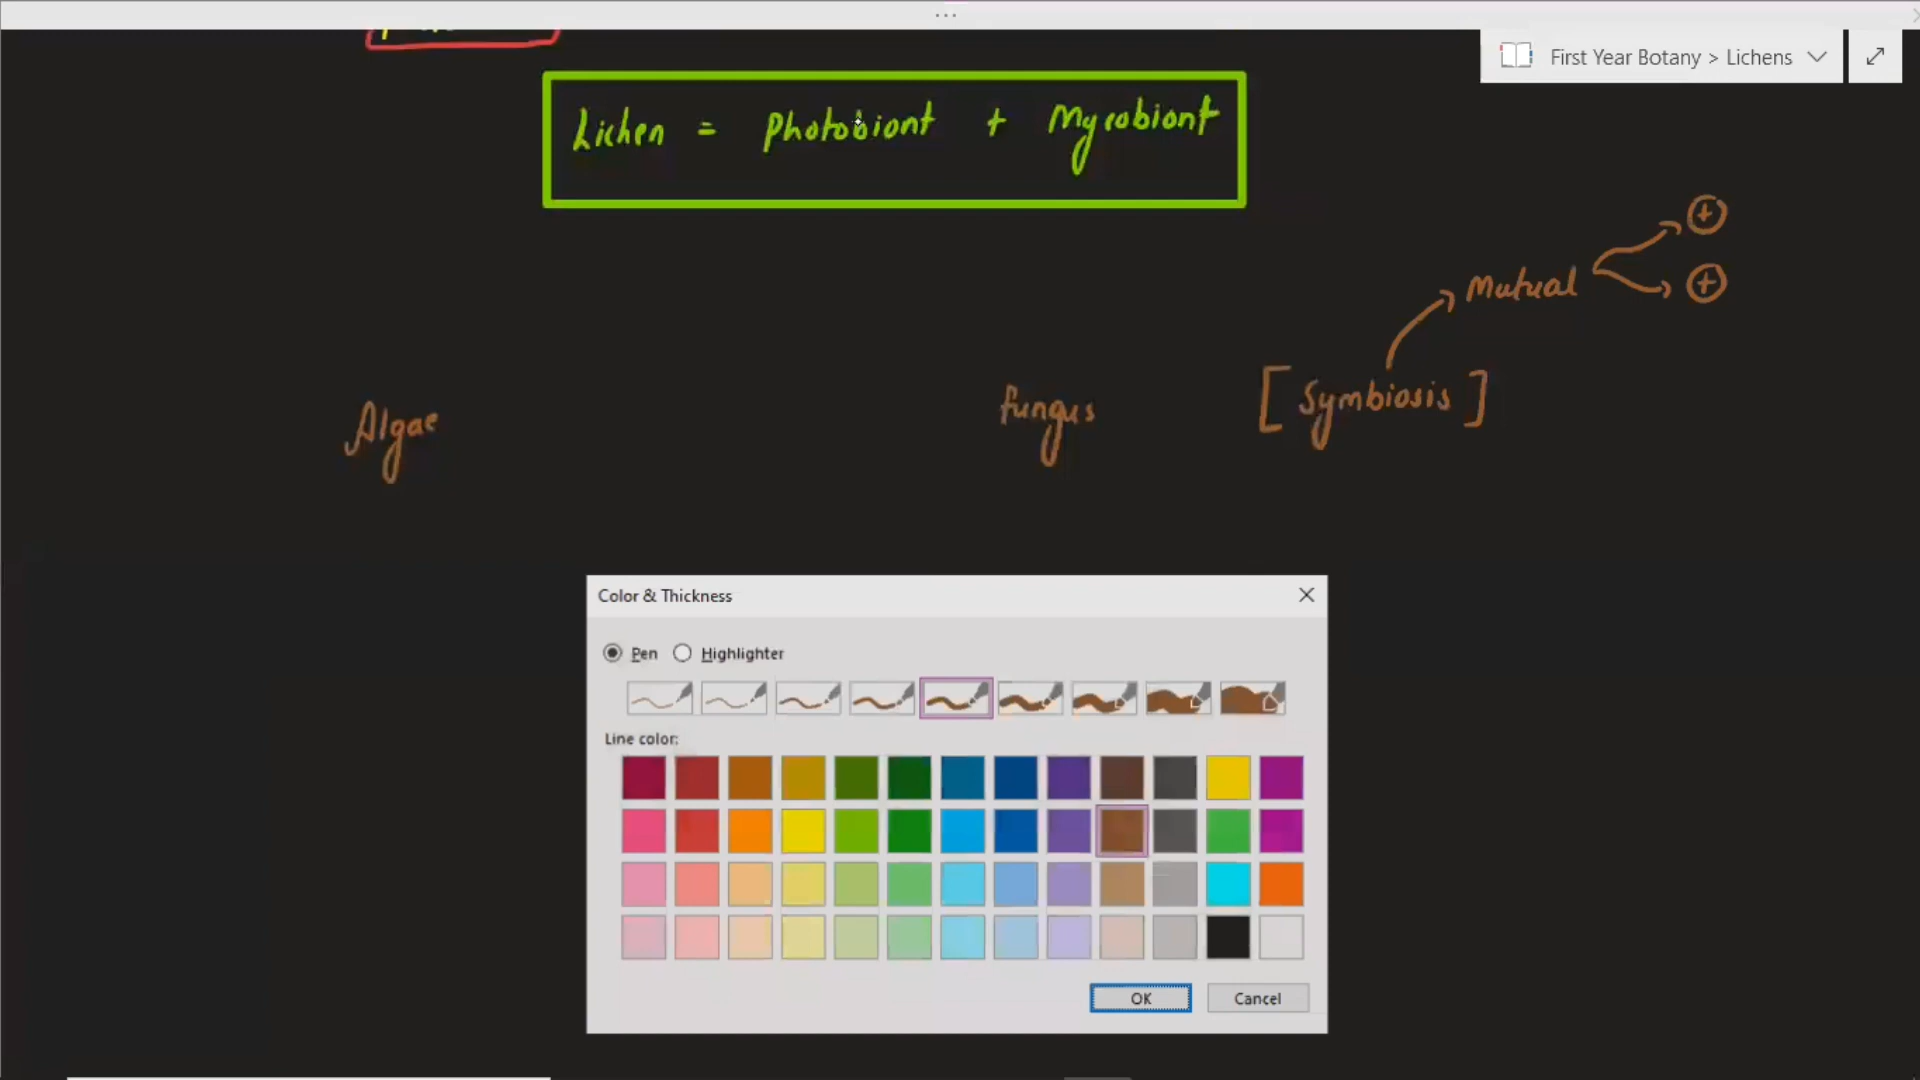 ...
First Year Botany > Lichens
Lichen = Photobiont + Mycobiont
Mutual
+
+
Algae
fungus
[ Symbiosis ]
Color & Thickness
Pen
Highlighter
Line color:
OK
Cancel